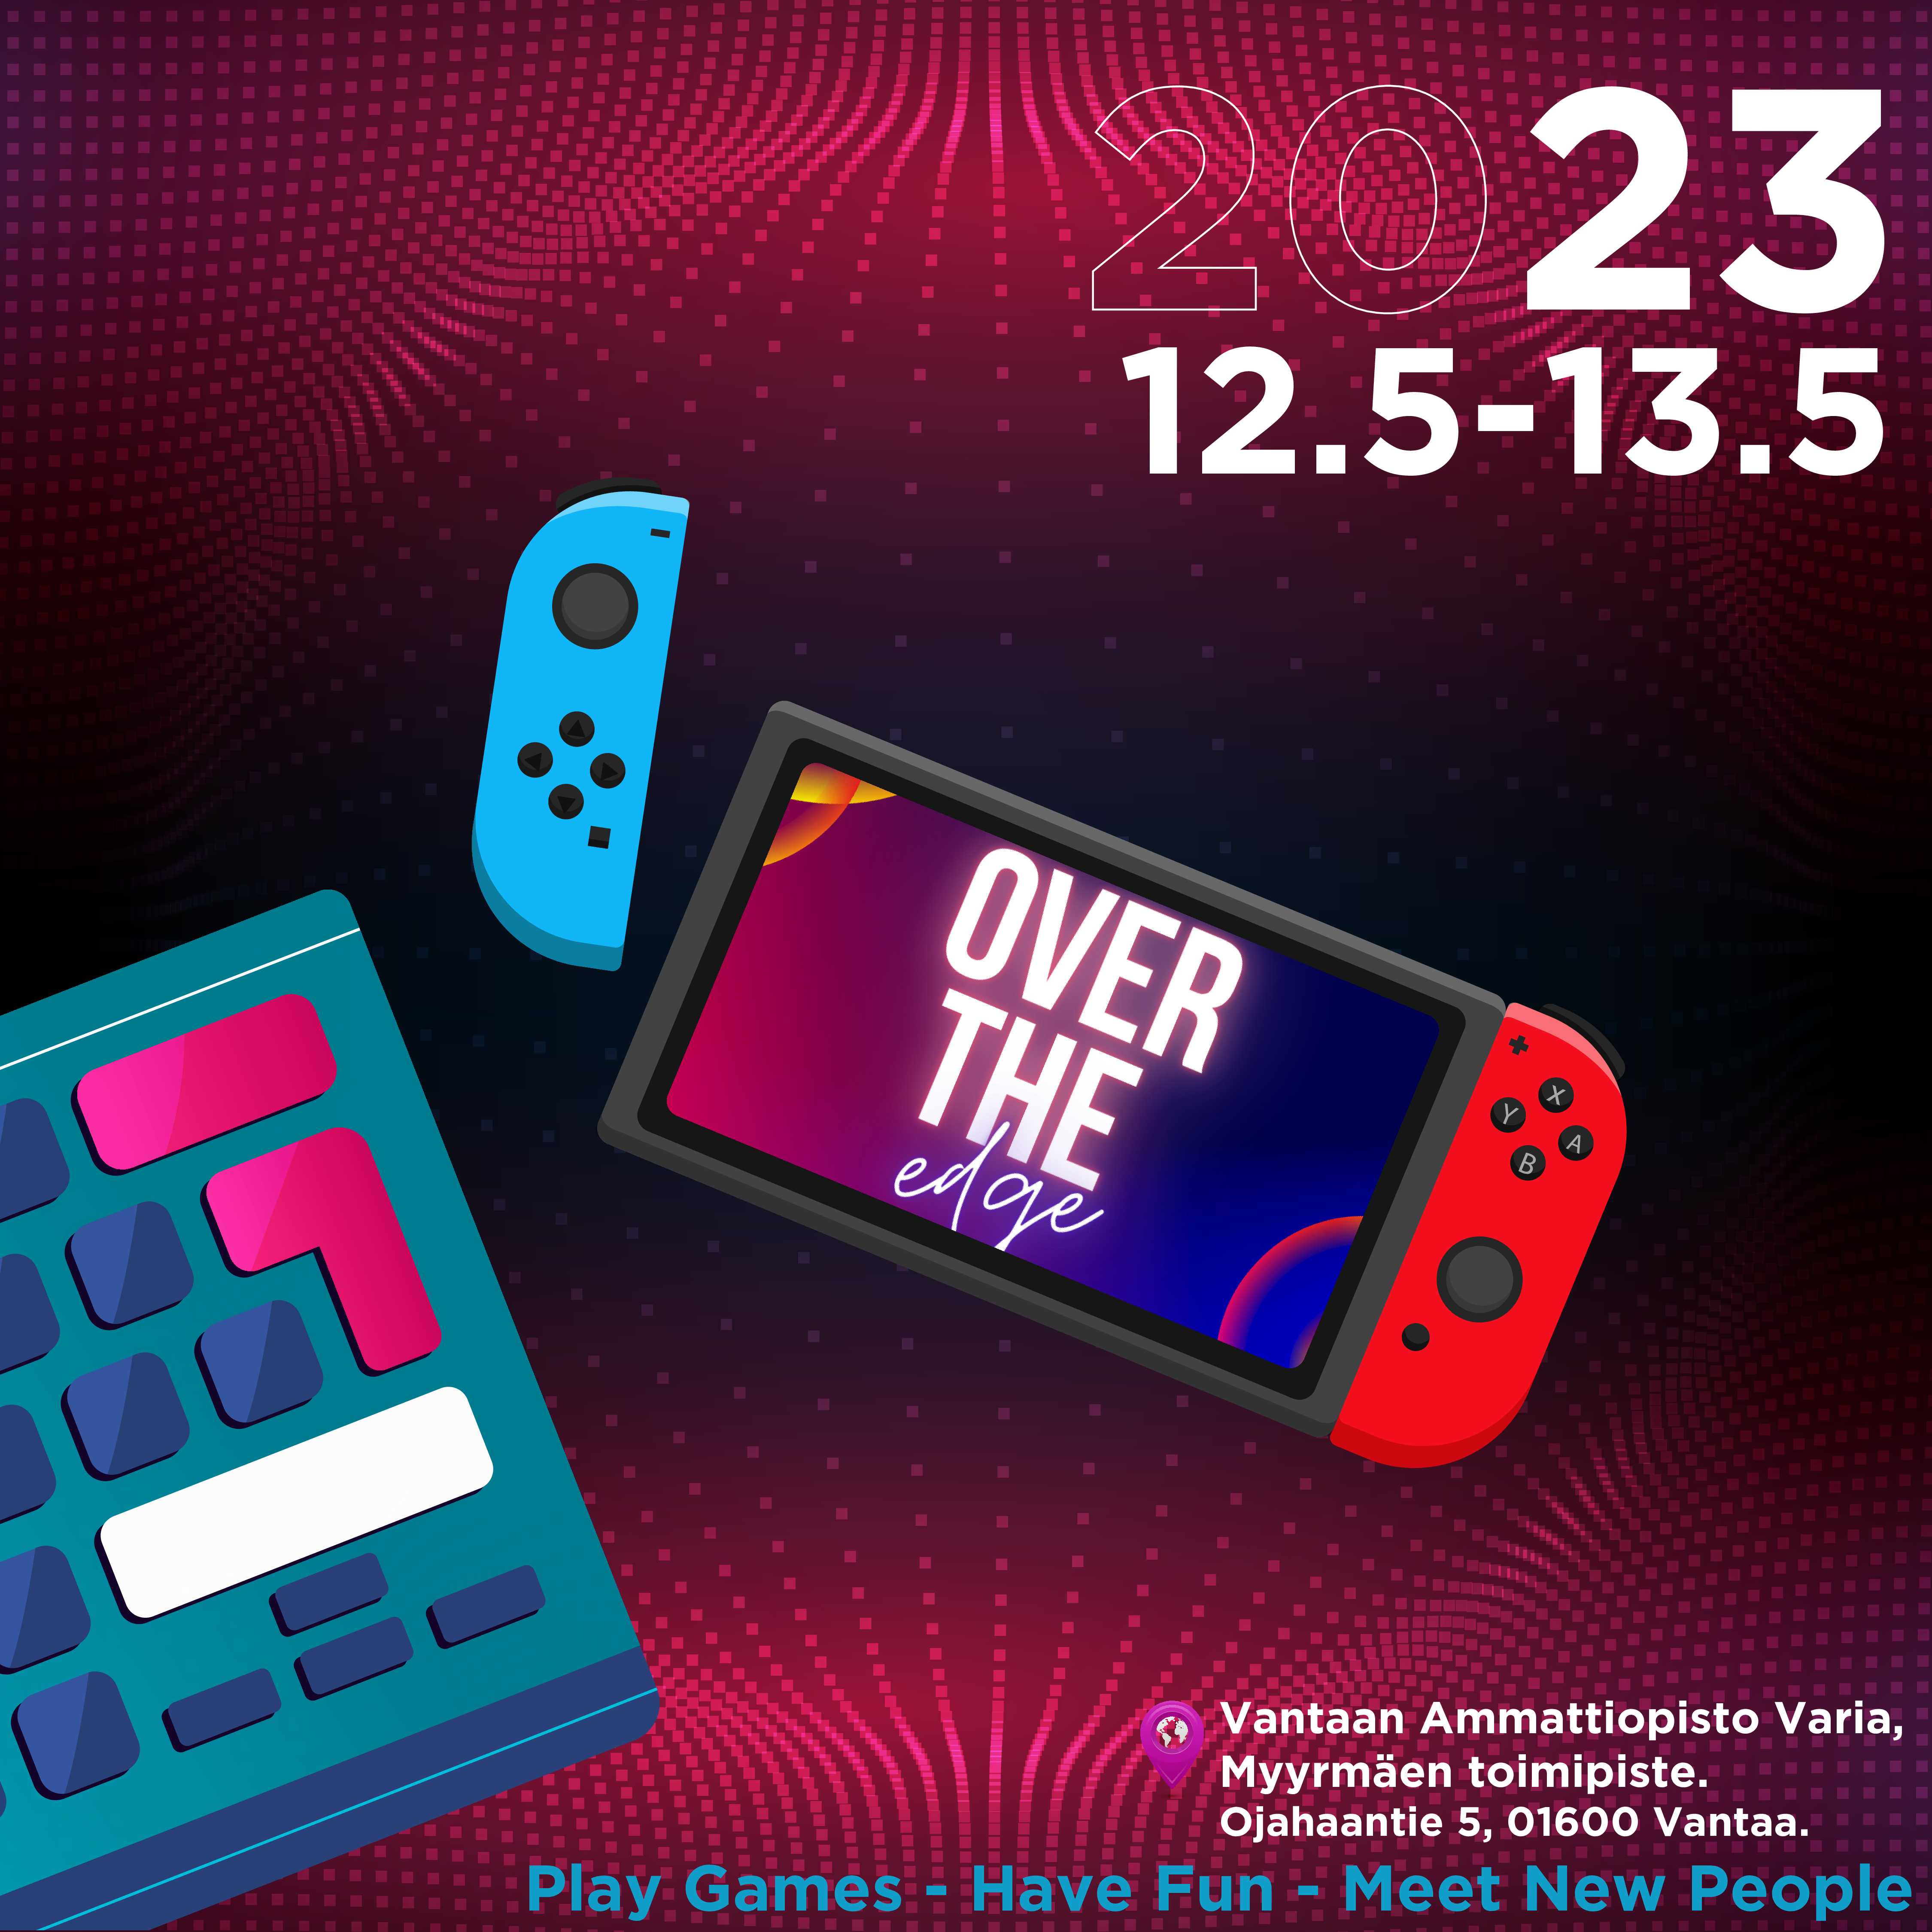 2023
12.5-13.5
OVER
THE
edge
X
Y
A
B
Vantaan Ammattiopisto Varia,
Myyrmäen toimipiste.
Ojahaantie 5, 01600 Vantaa.
Play Games - Have Fun - Meet New People